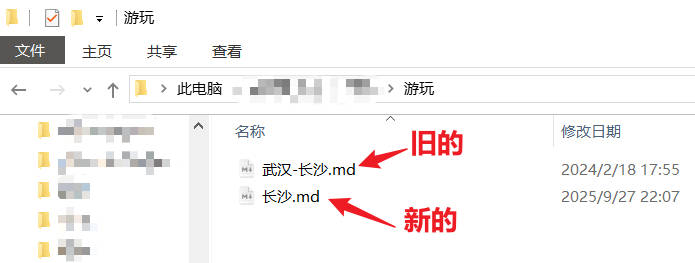 游玩
文件 主页 共享 查看
此电脑 游玩
名称 修改日期
旧的
武汉-长沙.md 2024/2/18 17:55
长沙.md 2025/9/27 22:07
新的